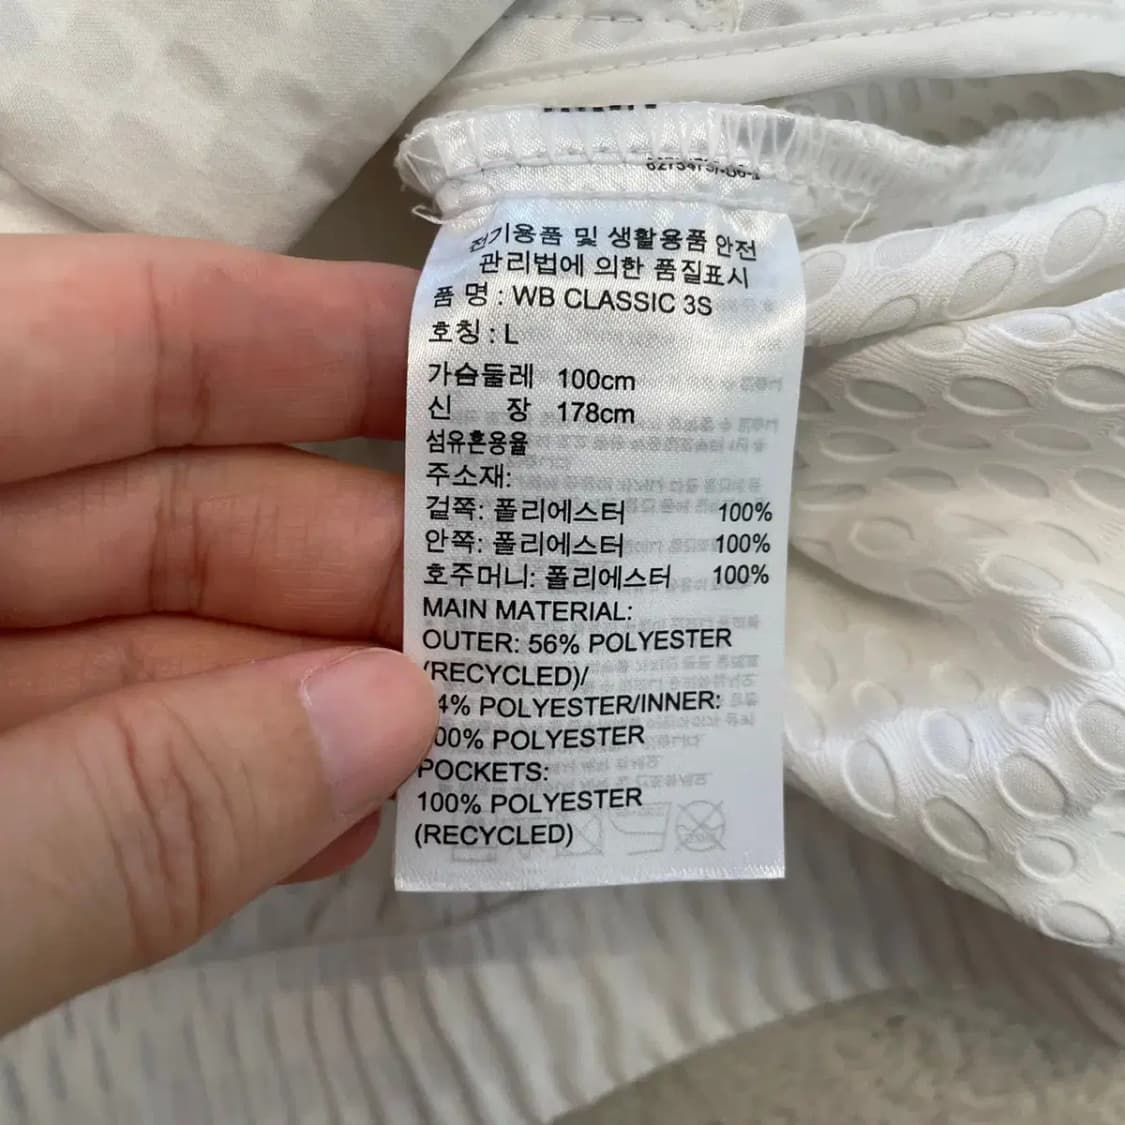 전기용품 및 생활용품 안전
관리법에 의한 품질표시
품 명 : WB CLASSIC 3S
호칭 : L
가슴둘레 100cm
신 장 178cm
섬유혼용율
주소재:
겉쪽: 폴리에스터 100%
안쪽: 폴리에스터 100%
호주머니: 폴리에스터 100%
MAIN MATERIAL:
OUTER: 56% POLYESTER
(RECYCLED)/
4% POLYESTER/INNER:
00% POLYESTER
POCKETS:
100% POLYESTER
(RECYCLED)